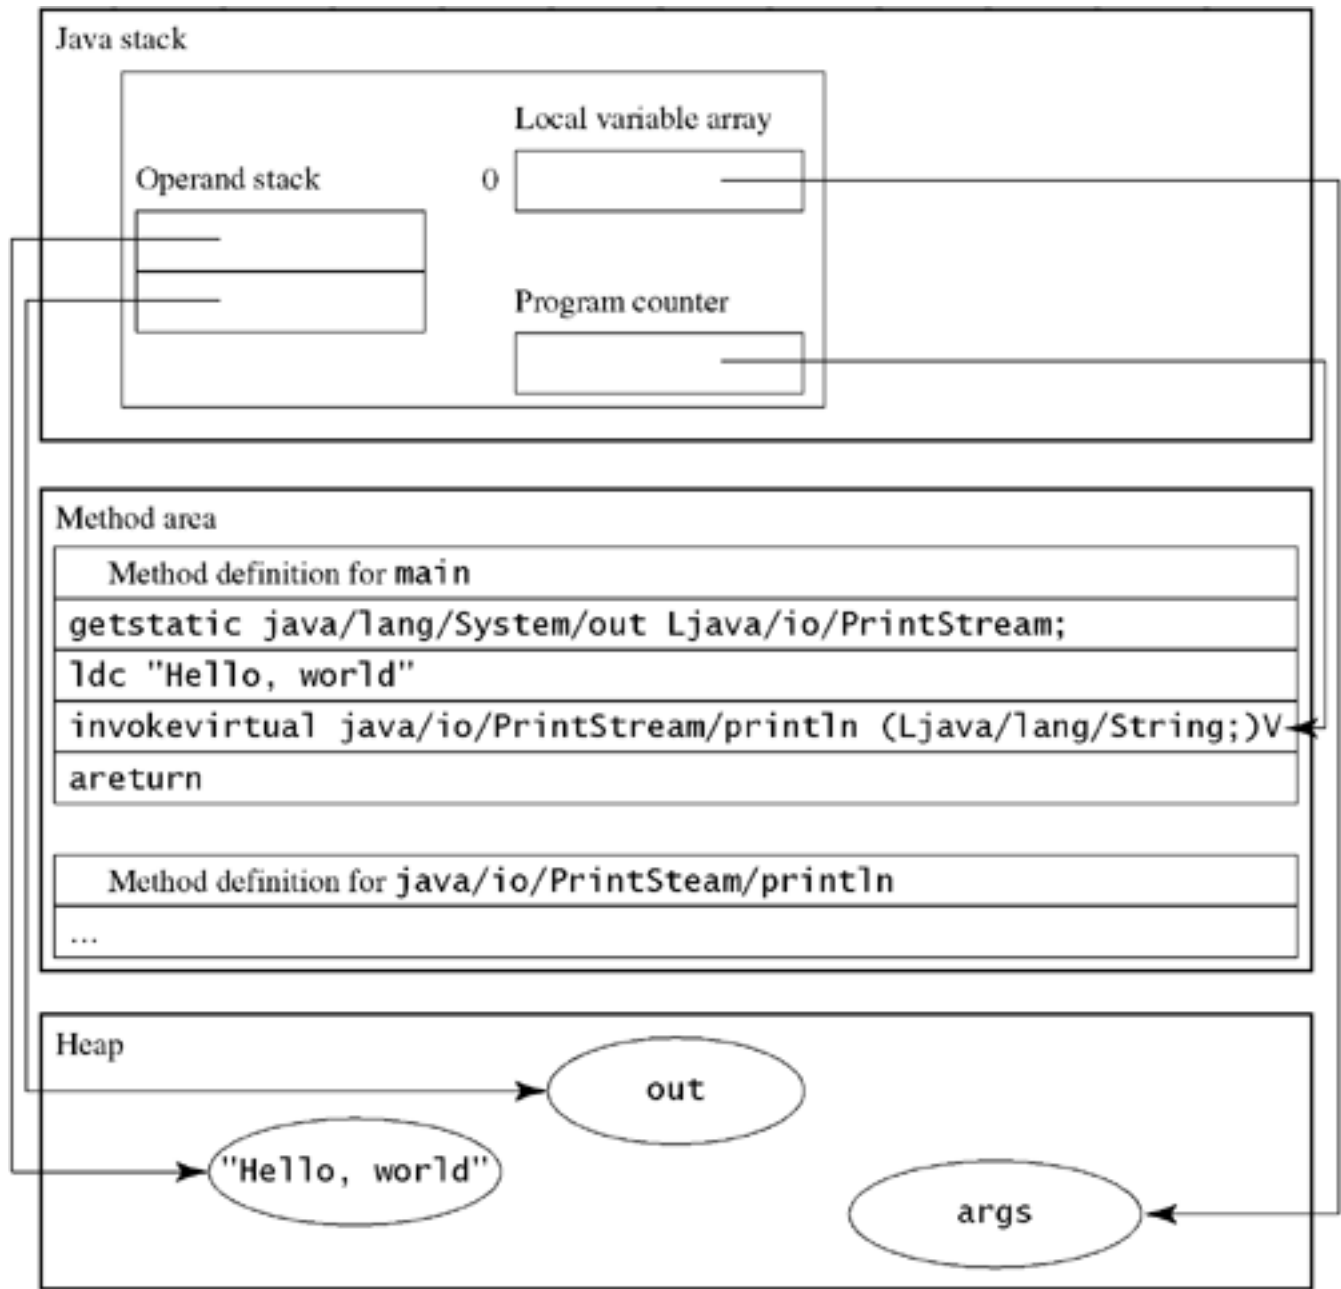 Java stack
Local variable array
Operand stack
0
Program counter
Method area
Method definition for main
getstatic java/lang/System/out Ljava/io/PrintStream;
ldc "Hello, world"
invokevirtual java/io/PrintStream/println (Ljava/lang/String;)V
areturn
Method definition for java/io/PrintSteam/println
...
Heap
out
"Hello, world"
args